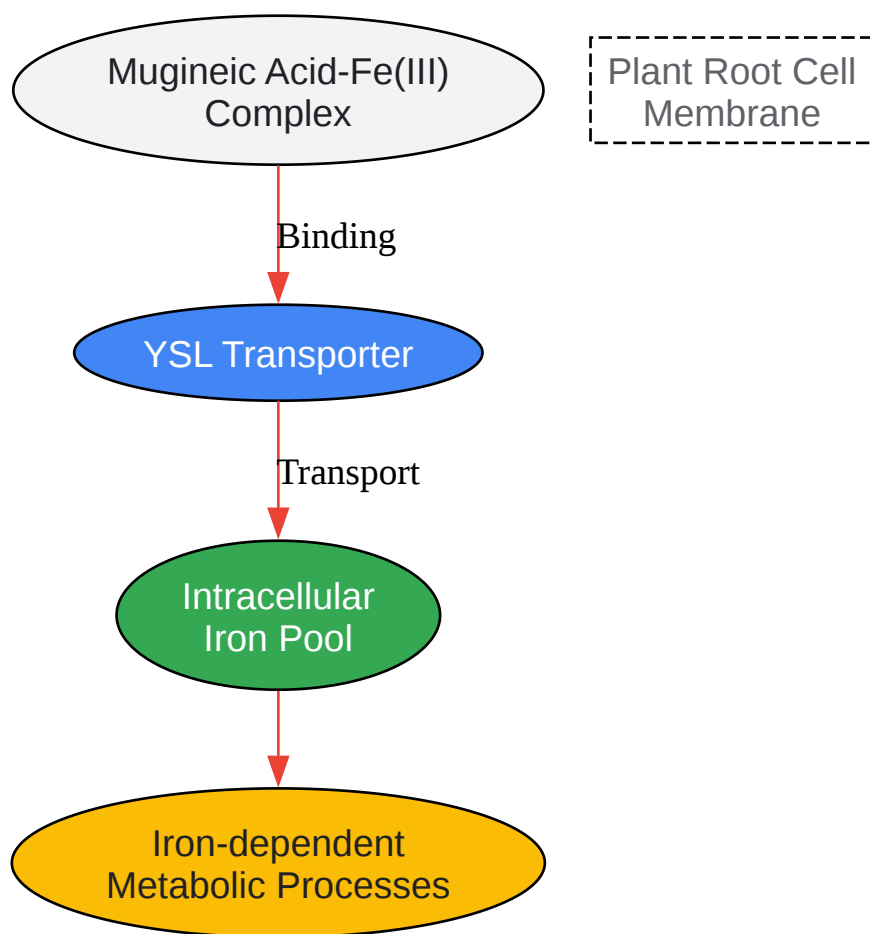 Mugineic Acid-Fe(III)
Complex
Plant Root Cell
Membrane
Binding
YSL Transporter
Transport
Intracellular
Iron Pool
Iron-dependent
Metabolic Processes